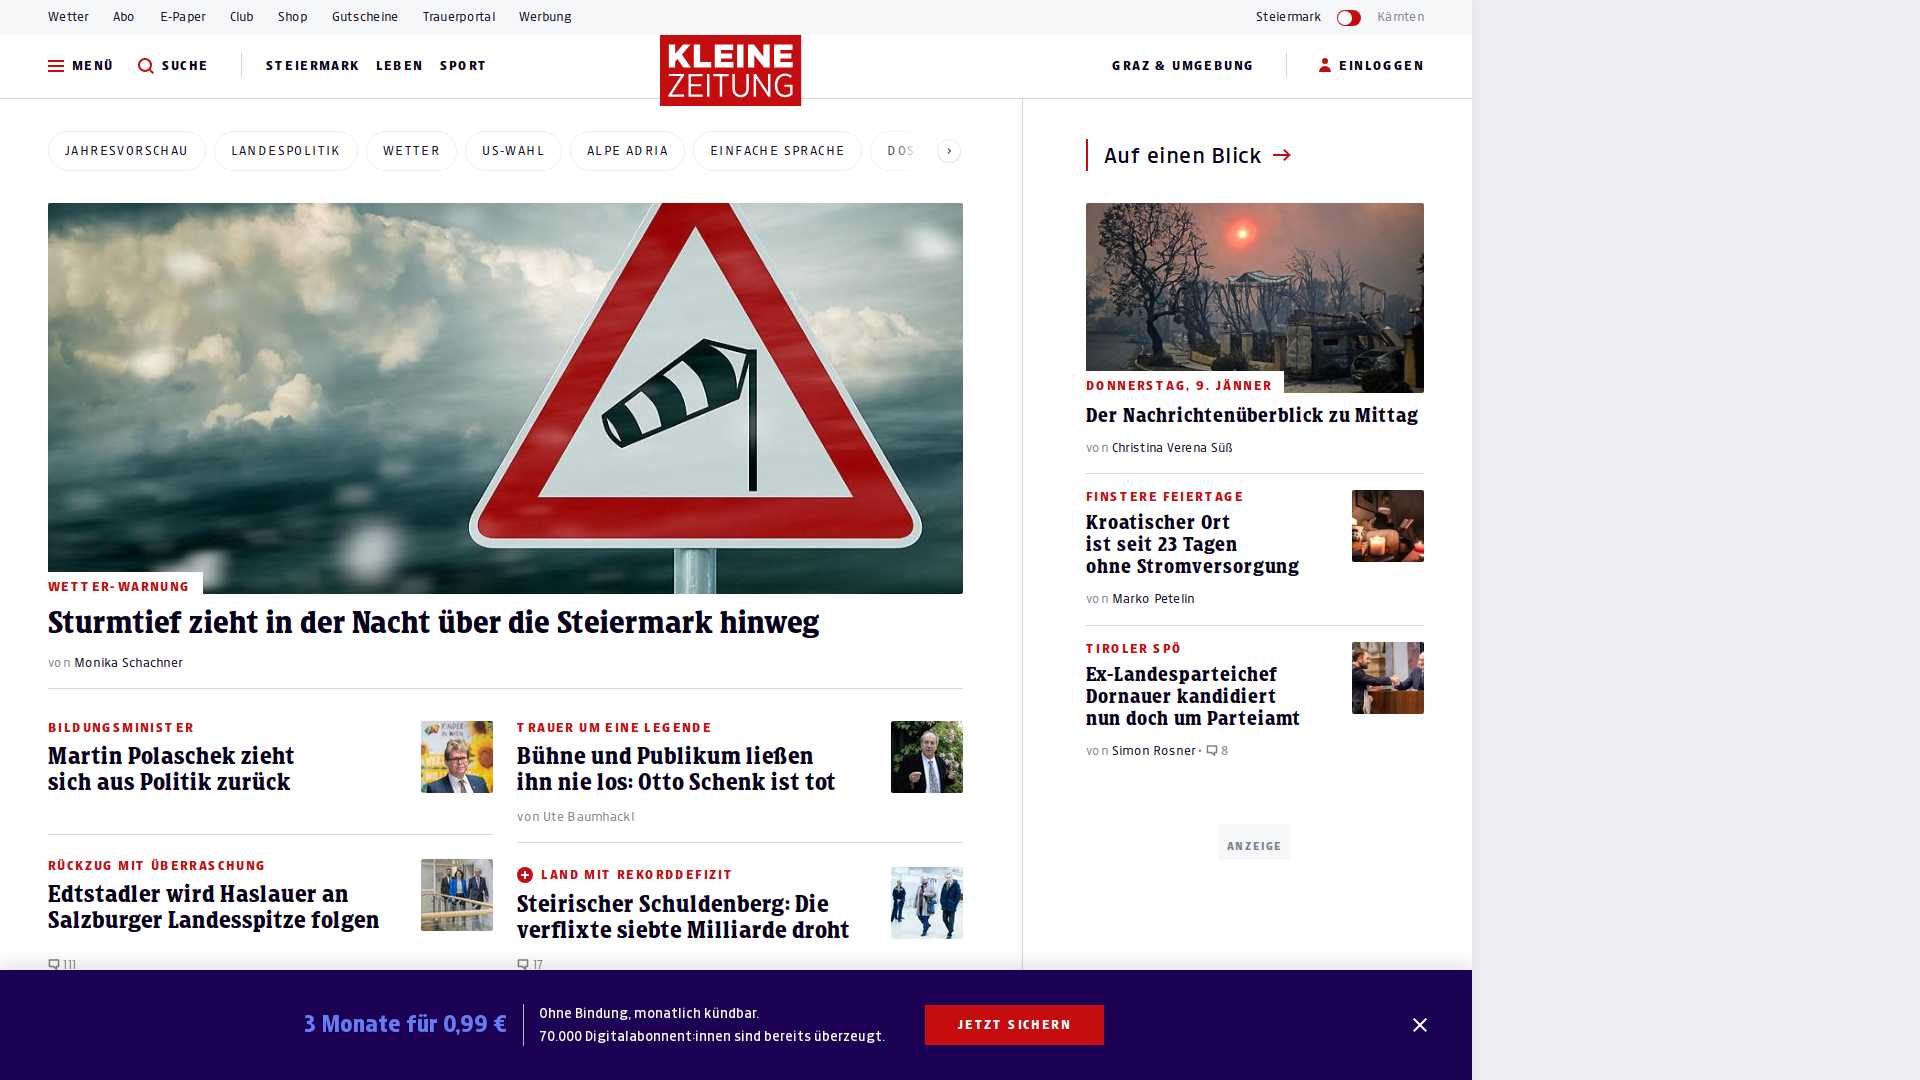 Wetter Abo E-Paper Club Shop Gutscheine Trauerportal Werbung Steiermark Kärnten
MENÜ SUCHE STEIERMARK LEBEN SPORT KLEINE ZEITUNG GRAZ & UMGEBUNG EINLOGGEN
JAHRESVORSCHAU LANDESPOLITIK WETTER US-WAHL ALPE ADRIA EINFACHE SPRACHE DOS
WETTER-WARNUNG
Sturmtief zieht in der Nacht über die Steiermark hinweg
von Monika Schachner
BILDUNGSMINISTER
Martin Polaschek zieht
sich aus Politik zurück
RÜCKZUG MIT ÜBERRASCHUNG
Edtstadler wird Haslauer an
Salzburger Landesspitze folgen
111
TRAUER UM EINE LEGENDE
Bühne und Publikum ließen
ihn nie los: Otto Schenk ist tot
von Ute Baumhackl
LAND MIT REKORDDEFIZIT
Steirischer Schuldenberg: Die
verflixte siebte Milliarde droht
17
Auf einen Blick
DONNERSTAG, 9. JÄNNER
Der Nachrichtenüberblick zu Mittag
von Christina Verena Süß
FINSTERE FEIERTAGE
Kroatischer Ort
ist seit 23 Tagen
ohne Stromversorgung
von Marko Petelin
TIROLER SPÖ
Ex-Landesparteichef
Dornauer kandidiert
nun doch um Parteiamt
von Simon Rosner • 8
ANZEIGE
3 Monate für 0,99 €
Ohne Bindung, monatlich kündbar.
70.000 Digitalabonnent:innen sind bereits überzeugt.
JETZT SICHERN